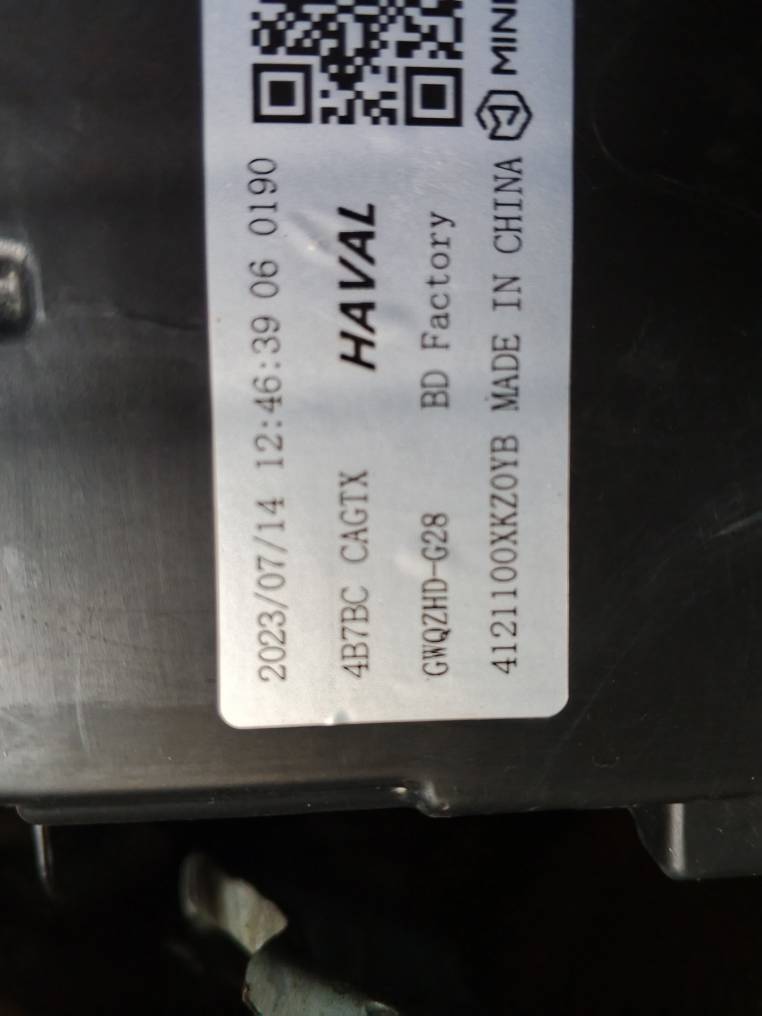 2023/07/14 12:46:39 06 0190
4B7BC CAGTX HAVAL
GWQZHD-G28 BD Factory
4121100XKZ0YB MADE IN CHINA